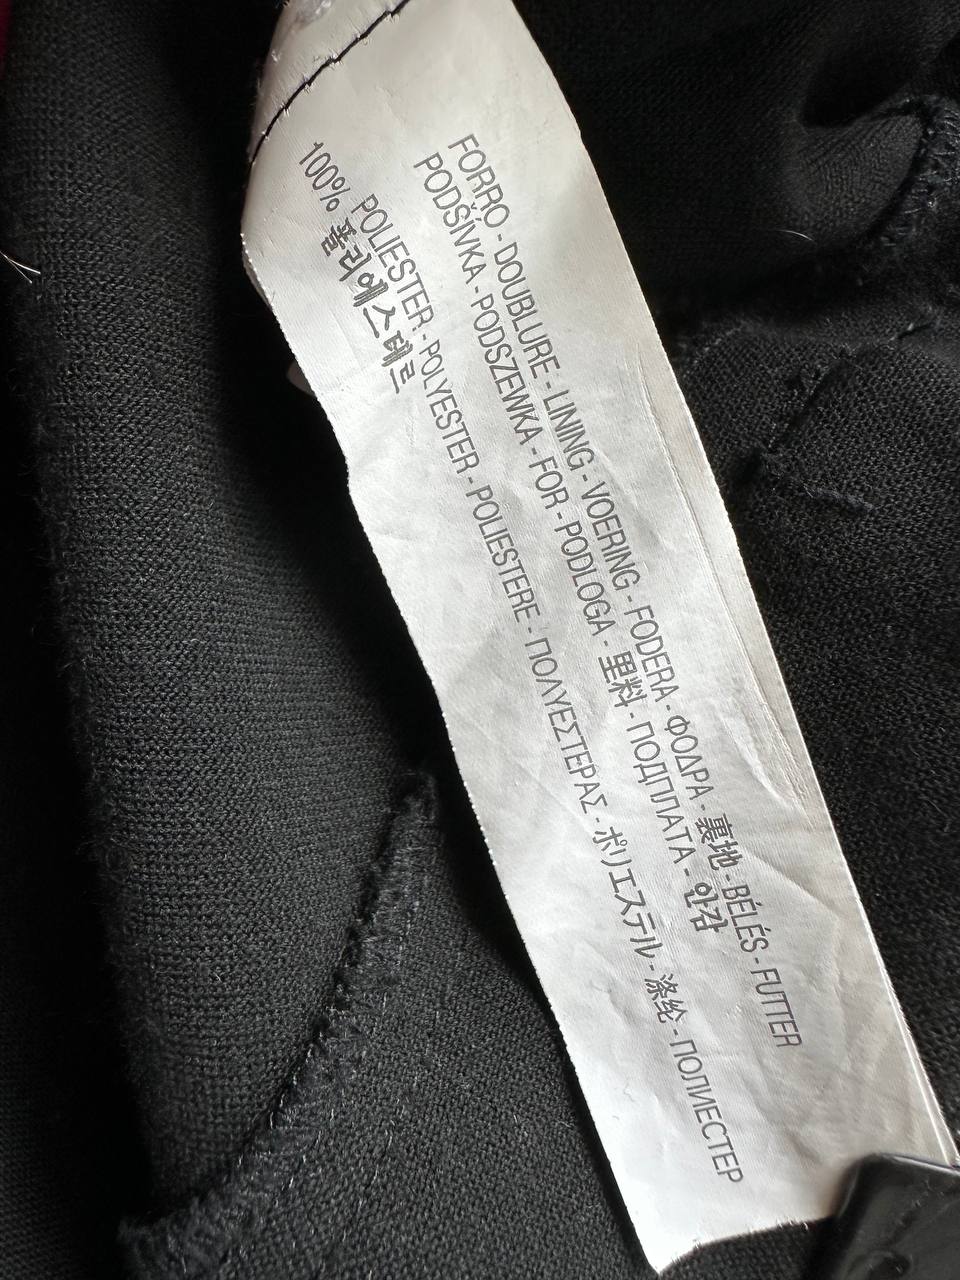 FORRO - DOUBLURE - LINING - VOERING - FODERA - ΦΟΔΡΑ - 裏地 - BÉLÉS - FUTTER
PODŠÍVKA - PODSZEWKA - FOR - PODLOGA - 里料 - ПОДПЛАТА - 안감
POLIESTER - POLYESTER - POLIESTERE - ΠΟΛΥΕΣΤΕΡΑΣ - ポリエステル - 涤纶 - ПОЛИЕСТЕР
100% 폴리에스테르